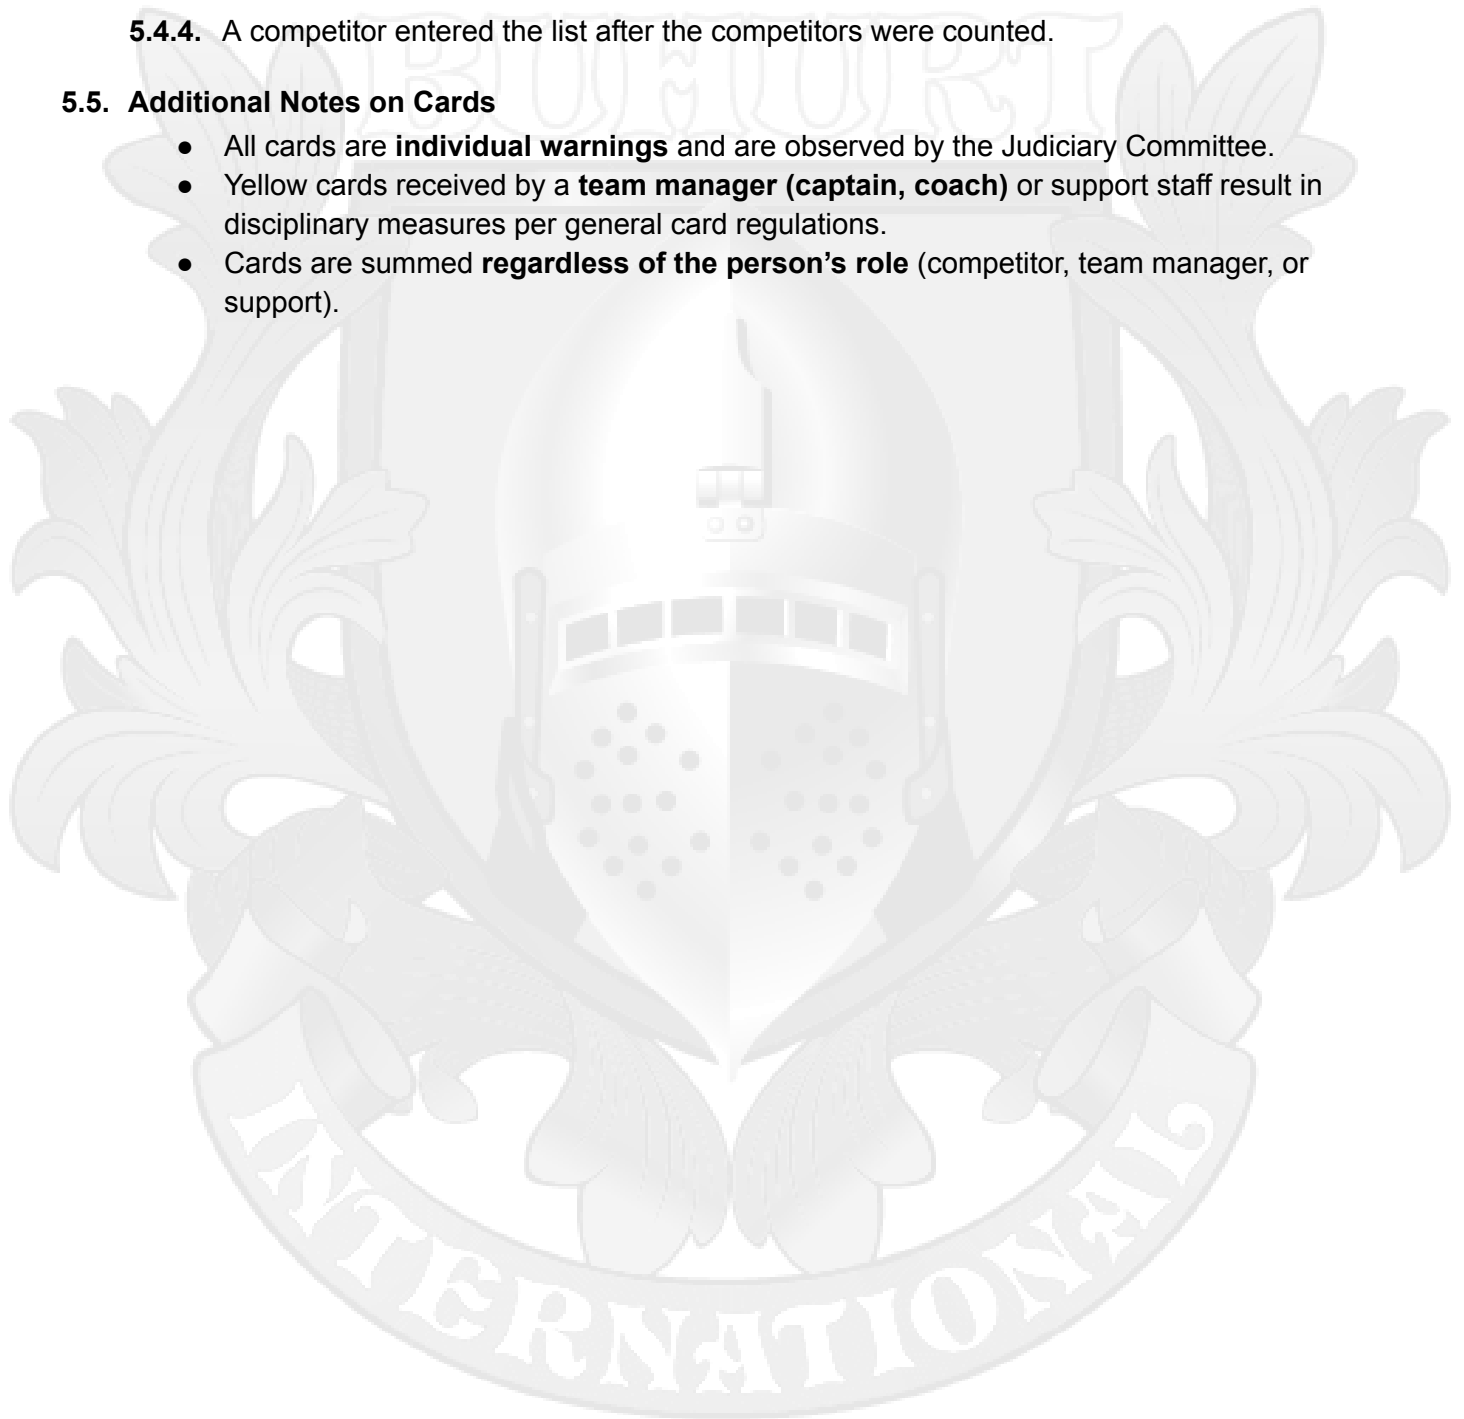 BUHURT
5.4.4. A competitor entered the list after the competitors were counted.
5.5. Additional Notes on Cards
● All cards are individual warnings and are observed by the Judiciary Committee.
● Yellow cards received by a team manager (captain, coach) or support staff result in
disciplinary measures per general card regulations.
● Cards are summed regardless of the person’s role (competitor, team manager, or
support).
INTERNATIONAL